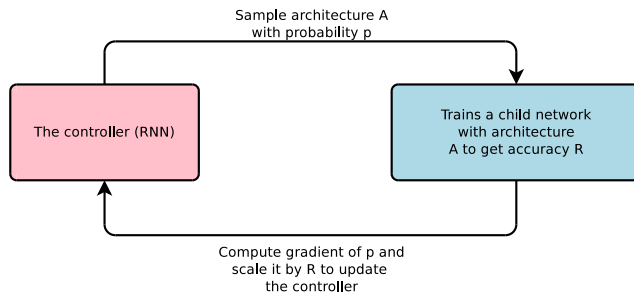 Sample architecture A
with probability p
The controller (RNN)
Trains a child network
with architecture
A to get accuracy R
Compute gradient of p and
scale it by R to update
the controller